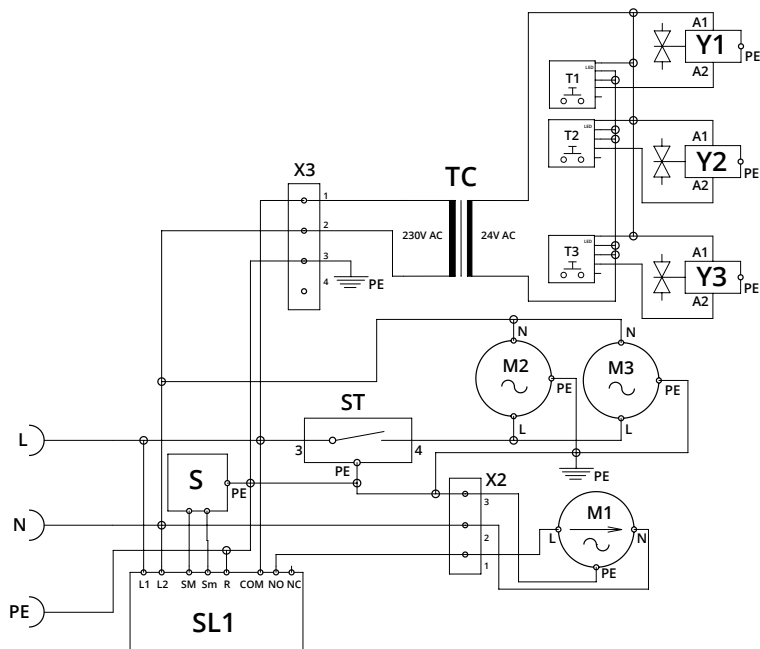 A1
Y1
PE
A2
LED
T1
LED
T2
A1
Y2
PE
A2
X3
TC
1
2
3
4
230V AC
24V AC
PE
LED
T3
A1
Y3
PE
A2
N
N
M2
M3
PE
PE
L
L
ST
3
4
PE
L
S
PE
PE
X2
3
2
1
M1
L
N
PE
N
L1
L2
SM
Sm
R
COM
NO
NC
PE
SL1